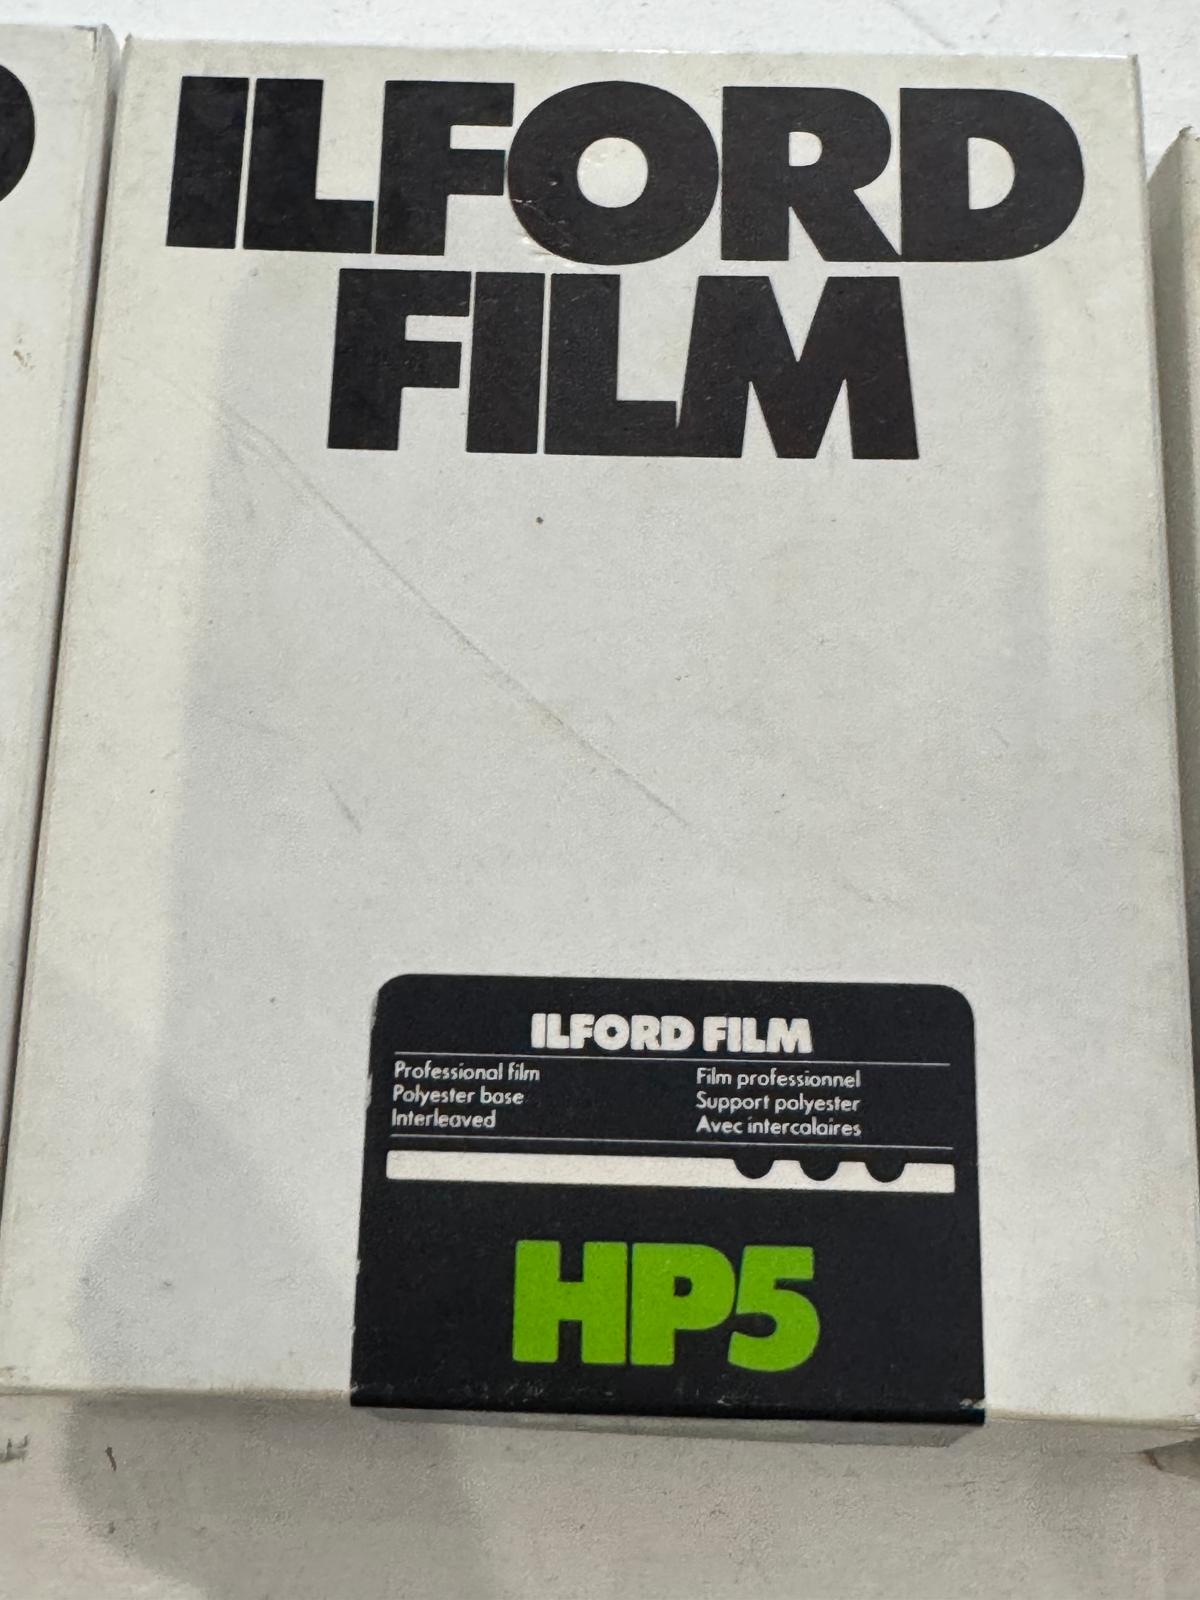 ILFORD
FILM
ILFORD FILM
Professional film
Polyester base
Interleaved
Film professionnel
Support polyester
Avec intercalaires
HP5